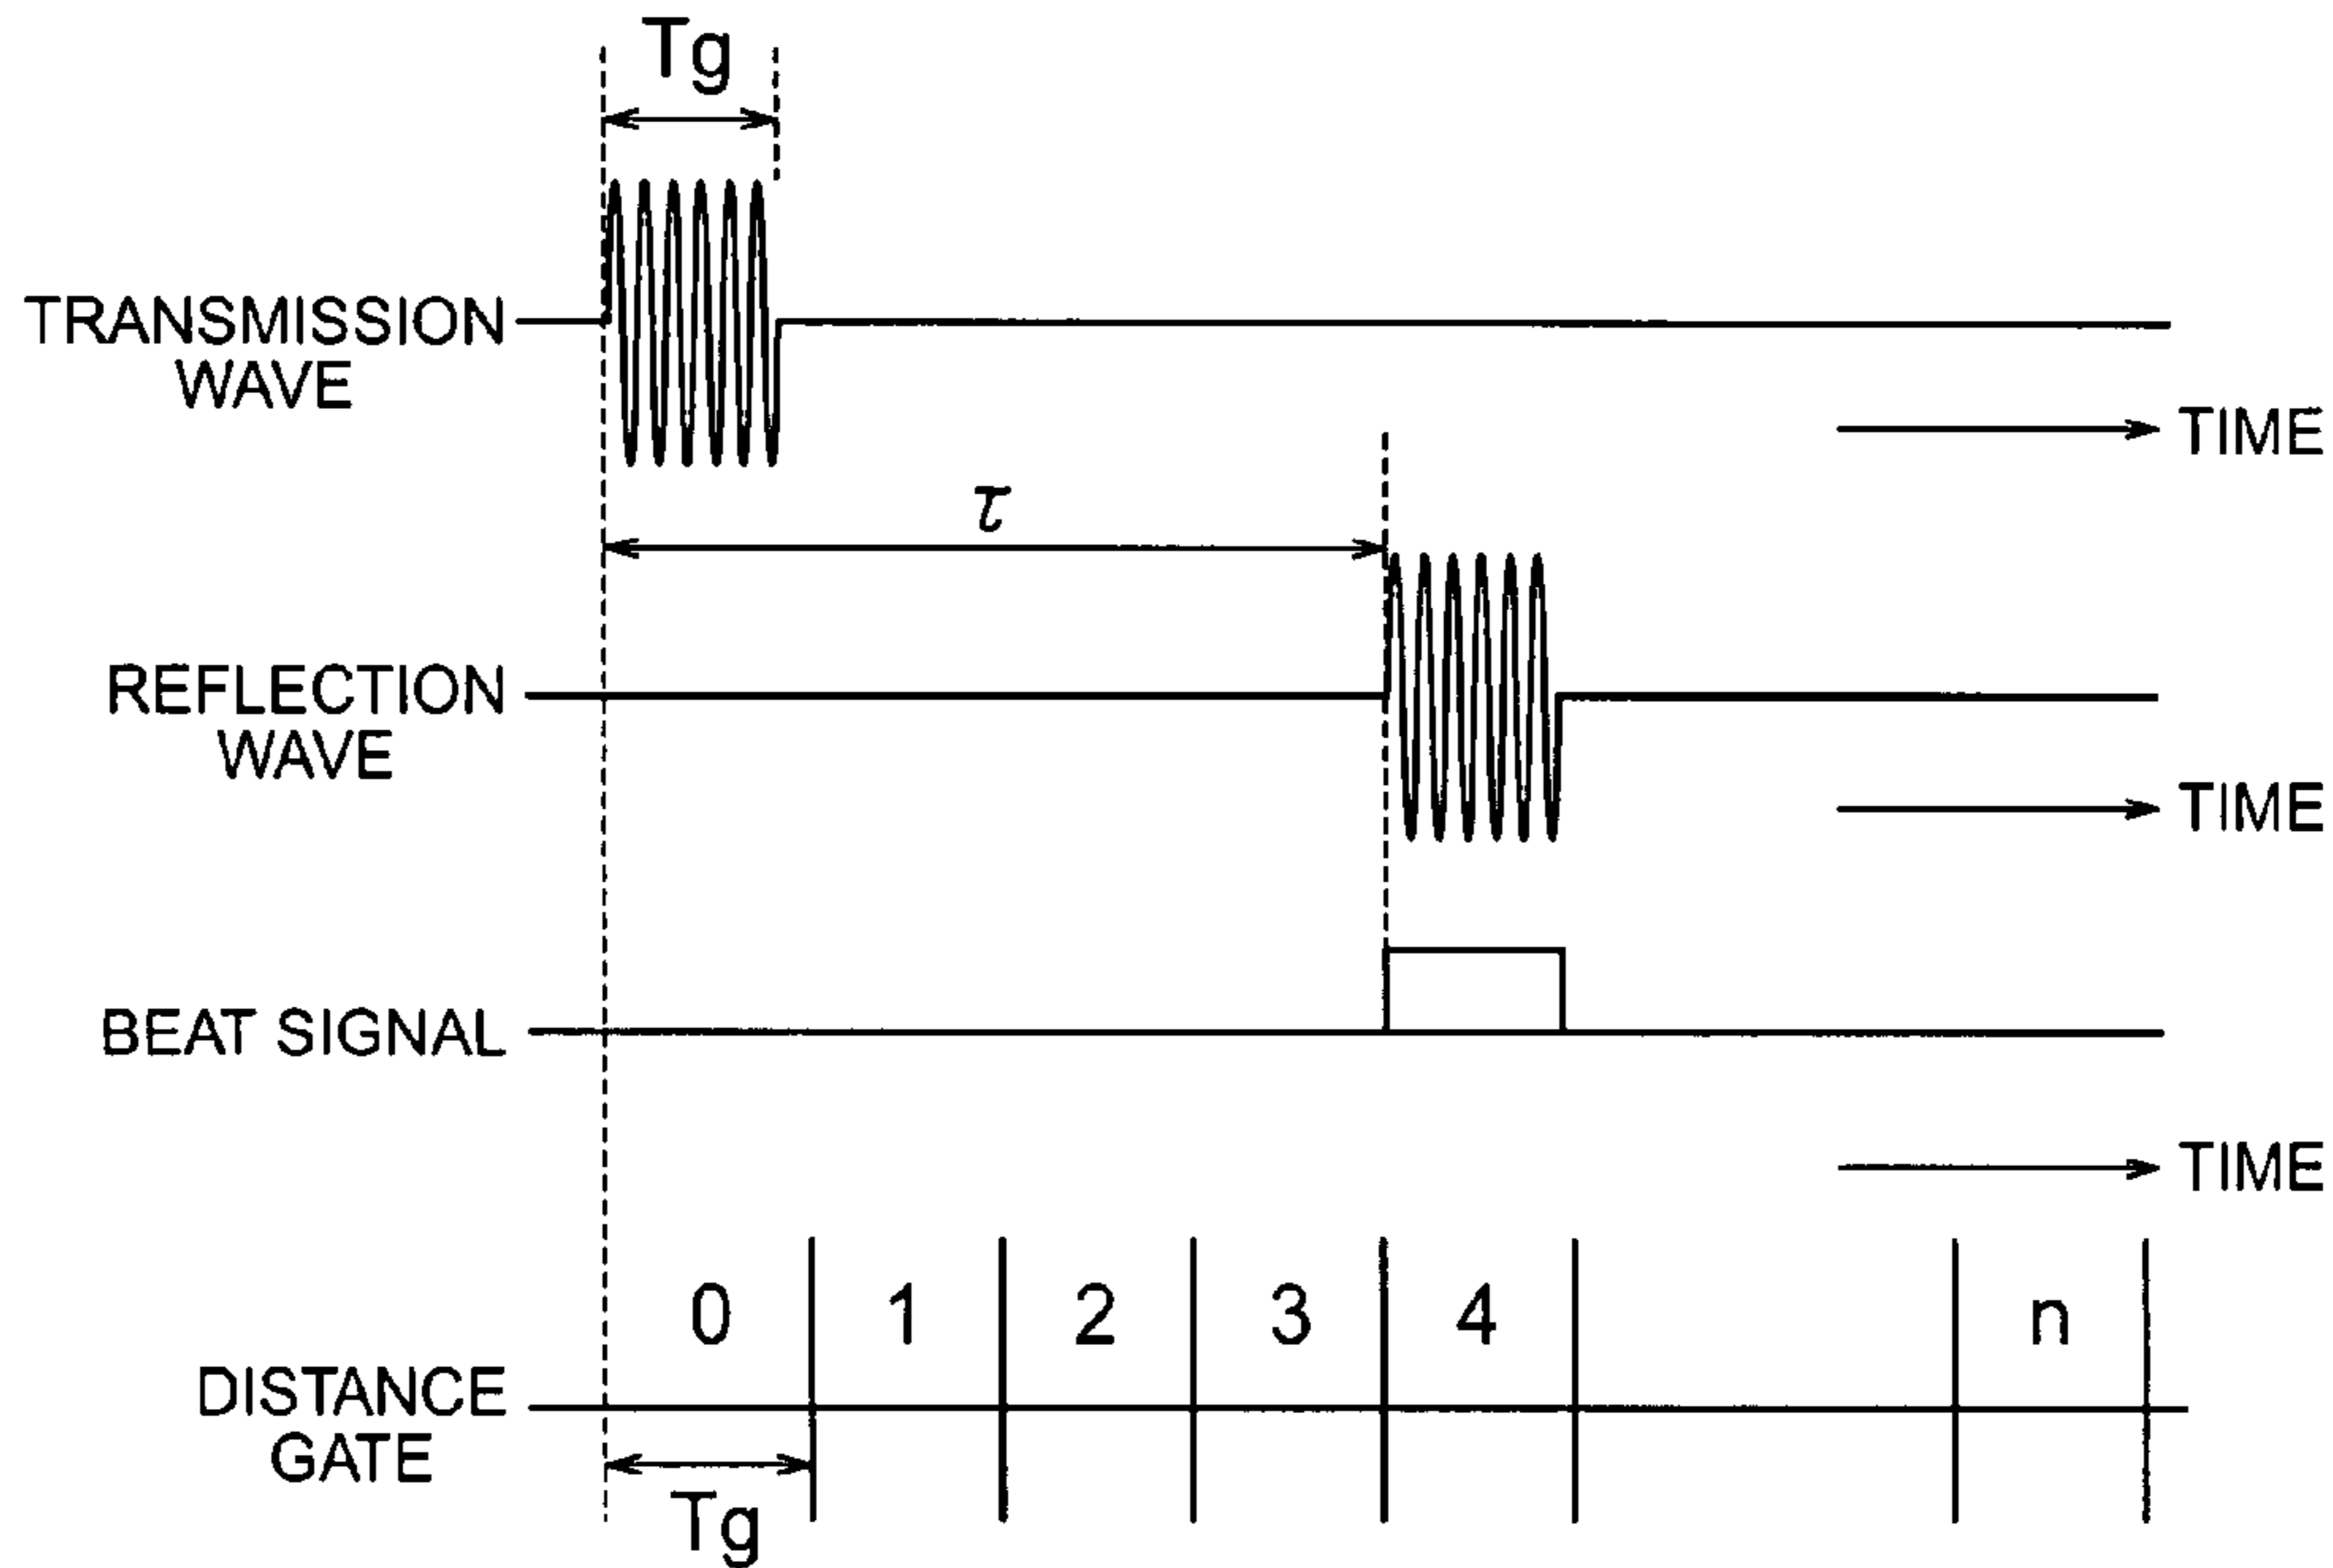 Tg
TRANSMISSION
WAVE
TIME
τ
REFLECTION
WAVE
TIME
BEAT SIGNAL
TIME
0 1 2 3 4 n
DISTANCE
GATE
Tg